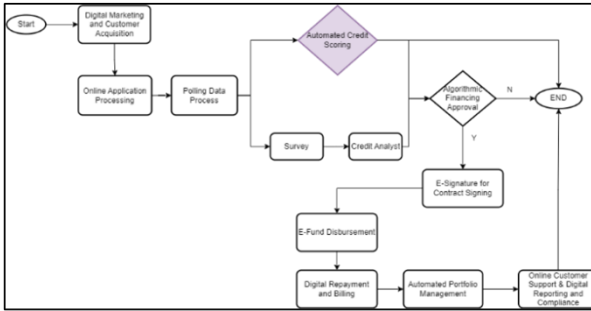 Start
Digital Marketing
and Customer
Acquisition
Online Application
Processing
Polling Data
Process
Automated Credit
Scoring
Survey
Credit Analyst
Algorithmic
Financing
Approval
N
END
Y
E-Signature for
Contract Signing
E-Fund Disbursement
Digital Repayment
and Billing
Automated Portfolio
Management
Online Customer
Support & Digital
Reporting and
Compliance